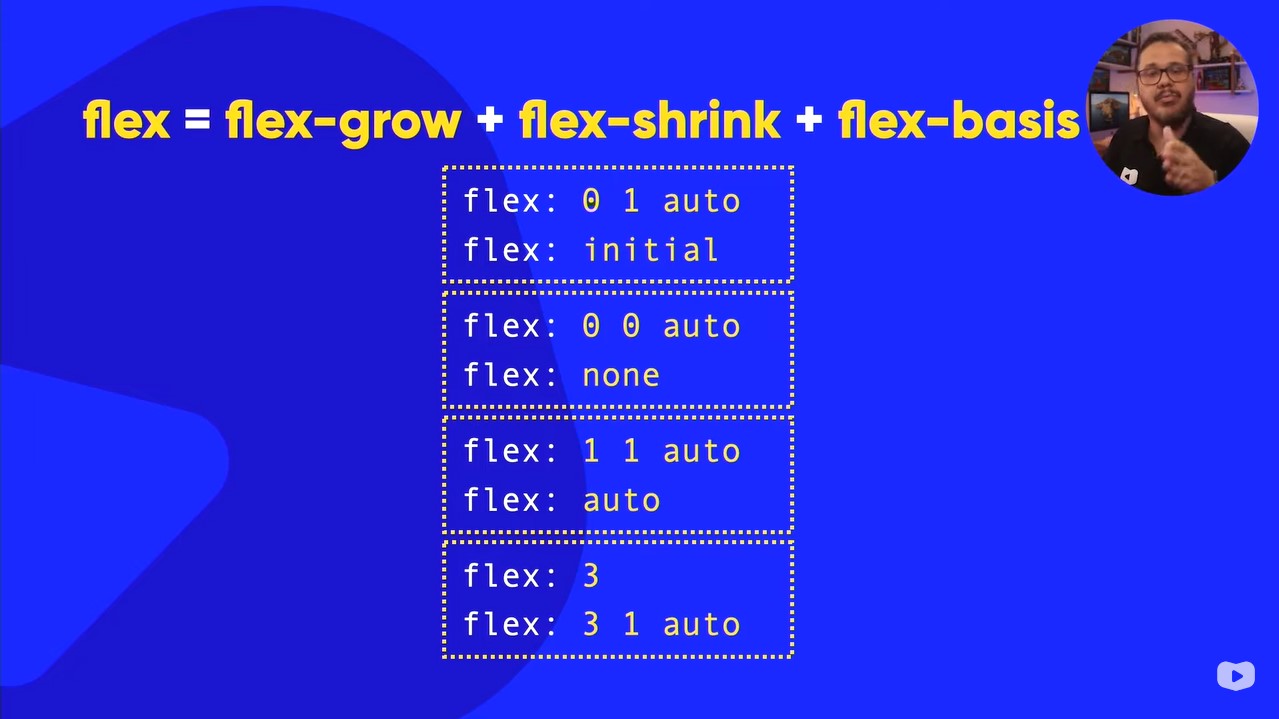 flex = flex-grow + flex-shrink + flex-basis
flex: 0 1 auto
flex: initial
flex: 0 0 auto
flex: none
flex: 1 1 auto
flex: auto
flex: 3
flex: 3 1 auto